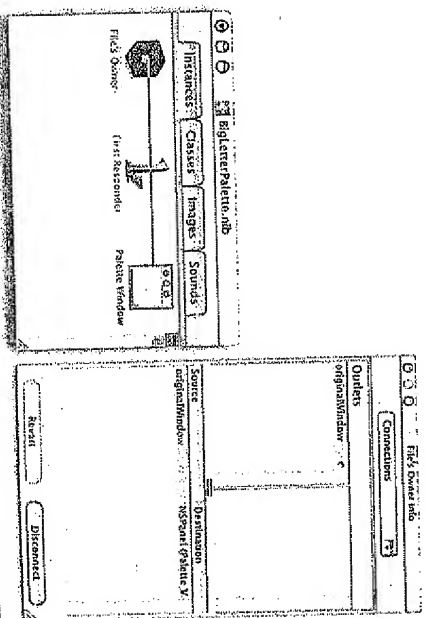 BigLetterPalette.nib
Instances Classes Images Sounds
File's Owner First Responder Palette Window
File's Owner Info
Connections
Outlets
originalWindow
Source Destination
originalWindow NSPanel (Palette W
Revert Disconnect